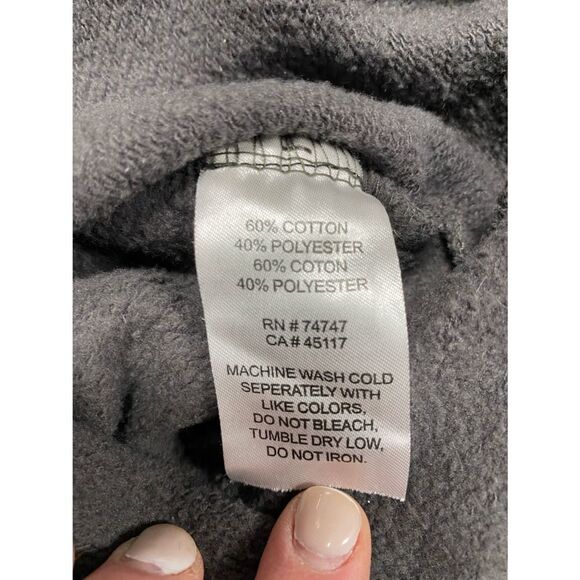 60% COTTON
40% POLYESTER
60% COTON
40% POLYESTER
RN # 74747
CA # 45117
MACHINE WASH COLD
SEPERATELY WITH
LIKE COLORS,
DO NOT BLEACH,
TUMBLE DRY LOW,
DO NOT IRON.